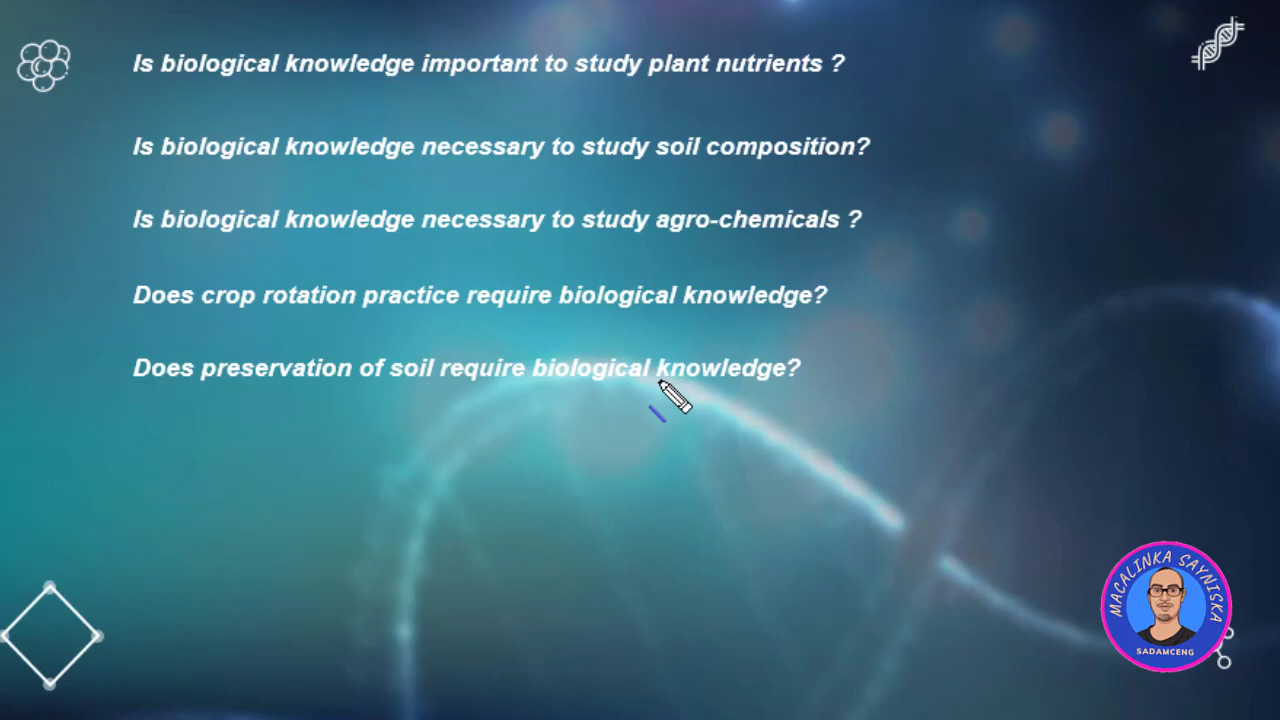 Is biological knowledge important to study plant nutrients ?
Is biological knowledge necessary to study soil composition?
Is biological knowledge necessary to study agro-chemicals ?
Does crop rotation practice require biological knowledge?
Does preservation of soil require biological knowledge?
MACALINKA SAYNISKA
SADAMCENG